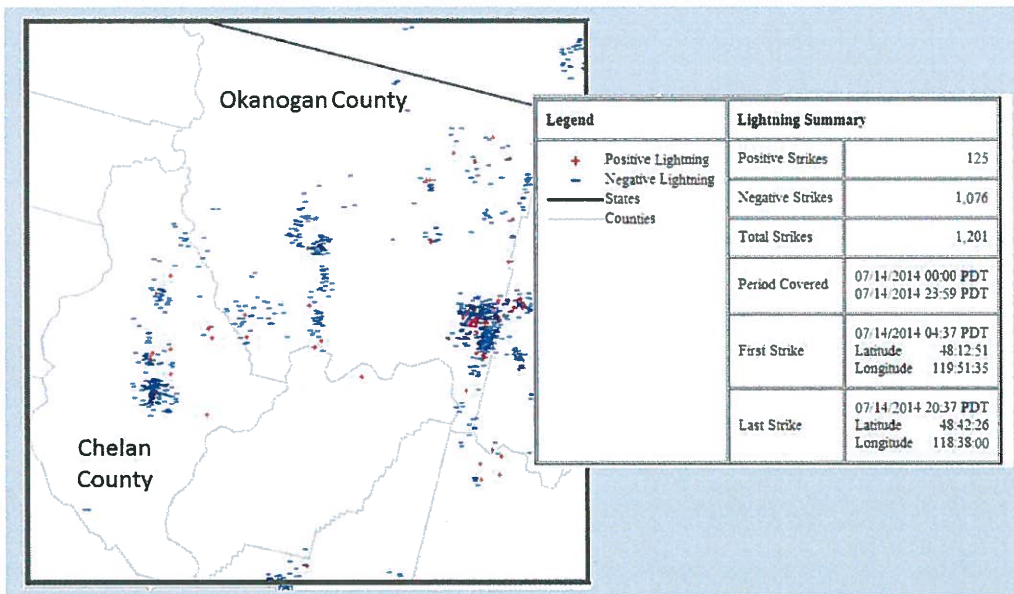 Okanogan County
Chelan
County
Legend
Positive Lightning
Negative Lightning
States
Counties
Lightning Summary
Positive Strikes 125
Negative Strikes 1,076
Total Strikes 1,201
Period Covered 07/14/2014 00:00 PDT
07/14/2014 23:59 PDT
First Strike 07/14/2014 04:37 PDT
Latitude 48:12:51
Longitude 119:51:35
Last Strike 07/14/2014 20:37 PDT
Latitude 48:42:26
Longitude 118:38:00